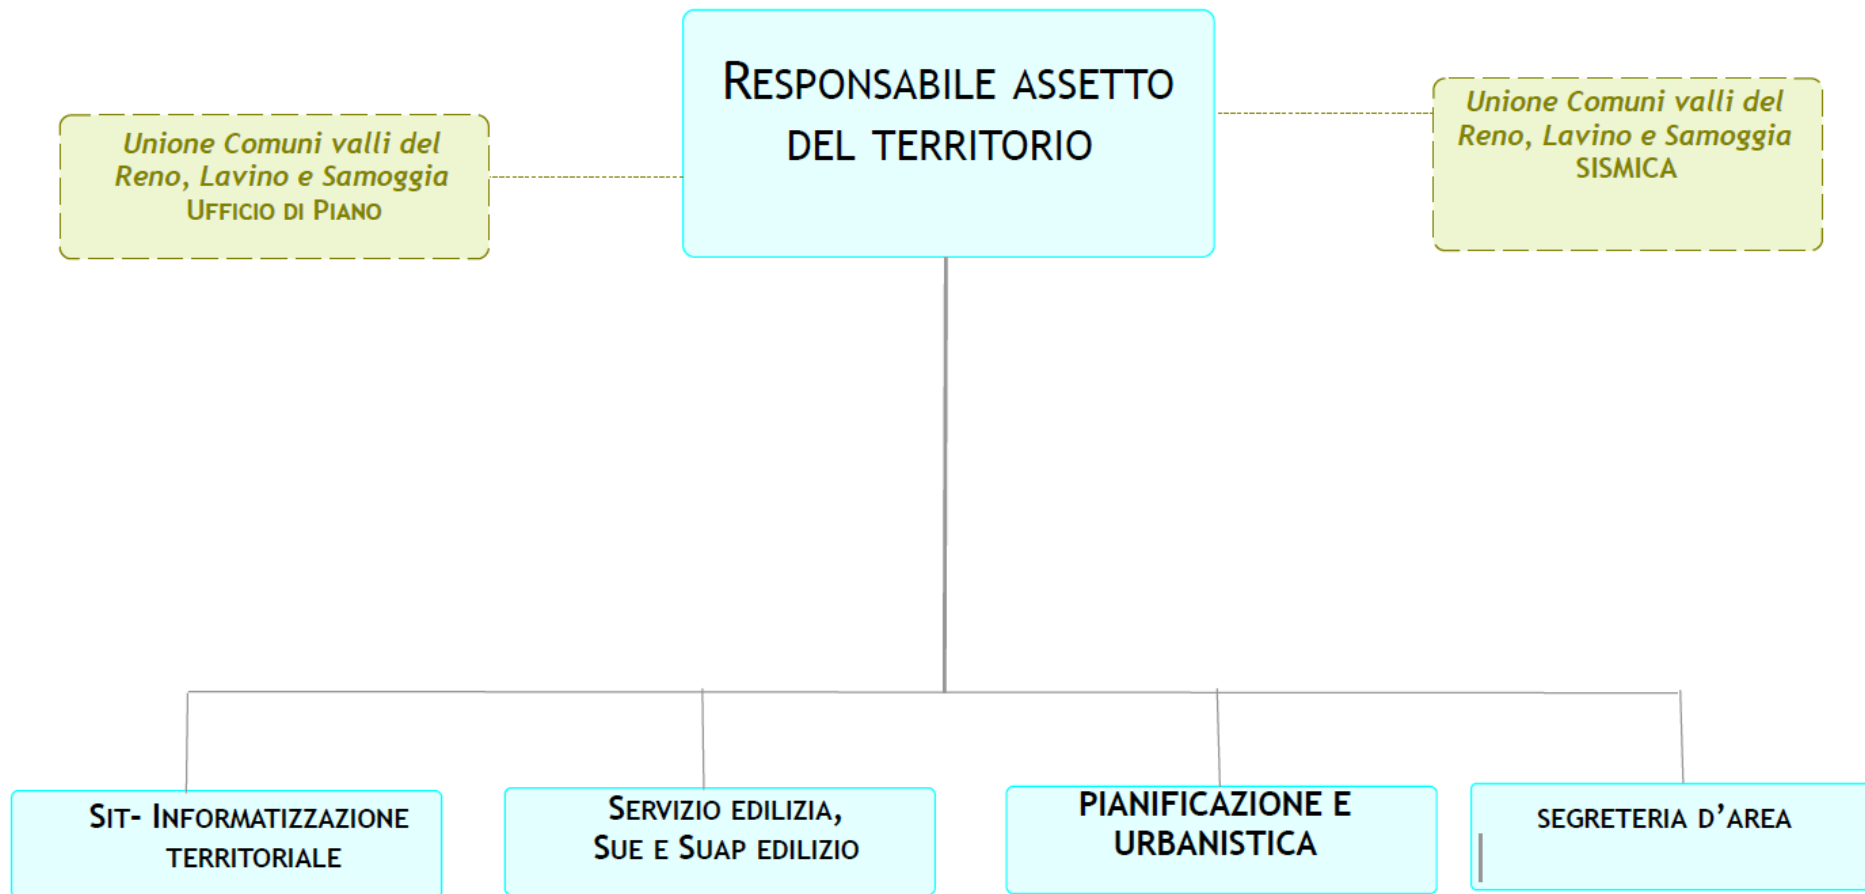 RESPONSABILE ASSETTO
DEL TERRITORIO
Unione Comuni valli del
Reno, Lavino e Samoggia
UFFICIO DI PIANO
Unione Comuni valli del
Reno, Lavino e Samoggia
SISMICA
SIT- INFORMATIZZAZIONE
TERRITORIALE
SERVIZIO EDILIZIA,
SUE E SUAP EDILIZIO
PIANIFICAZIONE E
URBANISTICA
SEGRETERIA D’AREA